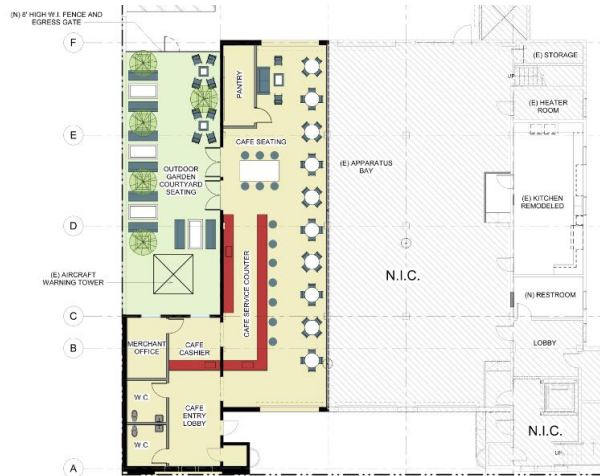 (N) 8' HIGH W.I. FENCE AND
EGRESS GATE
F
(E) STORAGE
UP
PANTRY
(E) HEATER
ROOM
E
CAFE SEATING
OUTDOOR
GARDEN
COURTYARD
SEATING
(E) APPARATUS
BAY
(E) KITCHEN
REMODELED
D
(E) AIRCRAFT
WARNING TOWER
N.I.C.
CAFE SERVICE COUNTER
(N) RESTROOM
C
MERCHANT
OFFICE
CAFE
CASHIER
LOBBY
B
W.C.
CAFE
ENTRY
LOBBY
N.I.C.
W.C.
UP
A